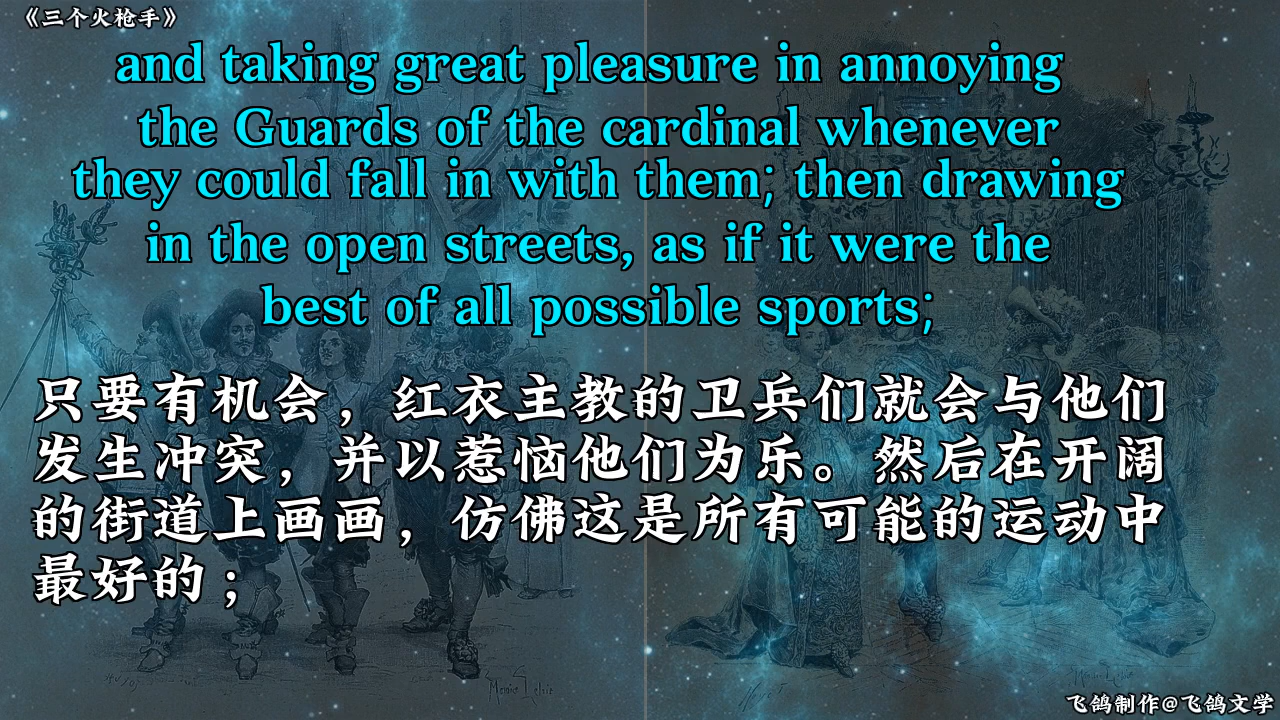 《三个火枪手》
and taking great pleasure in annoying
the Guards of the cardinal whenever
they could fall in with them; then drawing
in the open streets, as if it were the
best of all possible sports;
只要有机会，红衣主教的卫兵们就会与他们
发生冲突，并以惹恼他们为乐。然后在开阔
的街道上画画，仿佛这是所有可能的运动中
最好的；
飞鸽制作@飞鸽文学